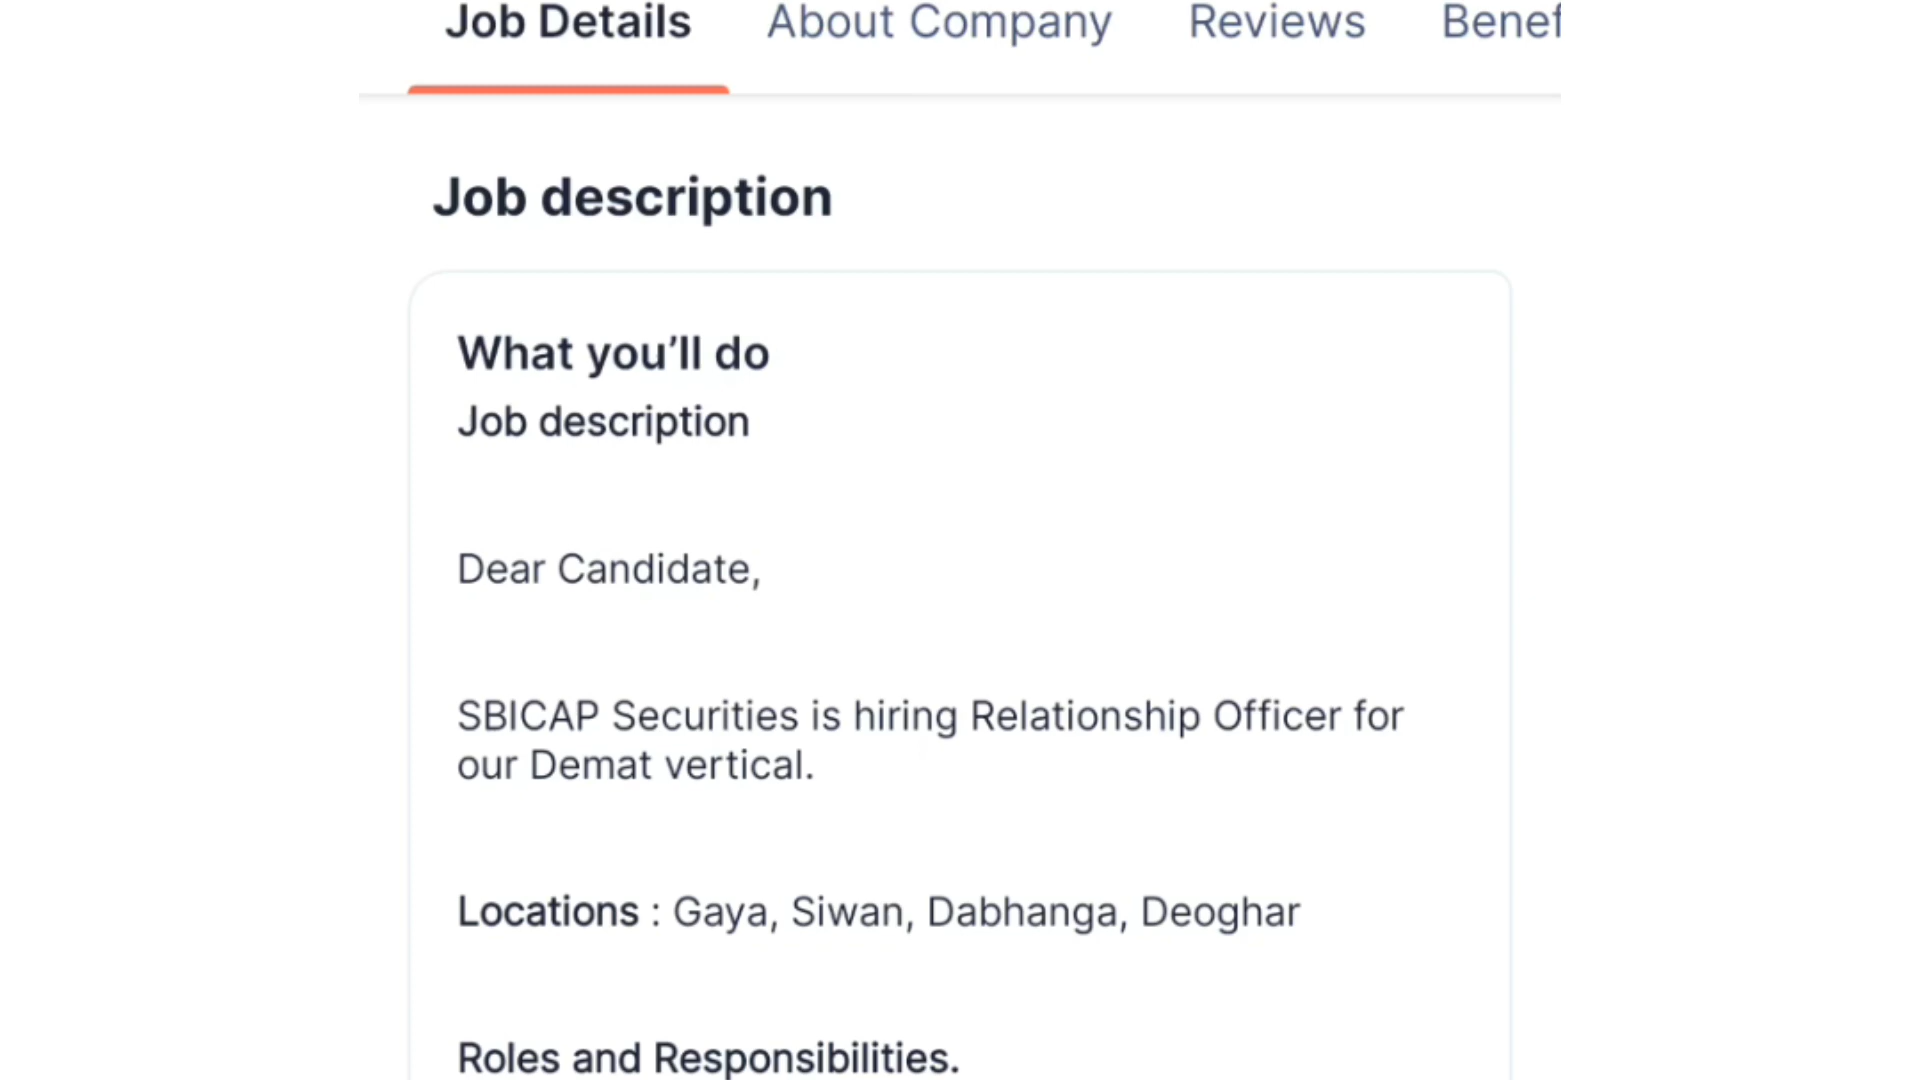 Job Details About Company Reviews Benef
Job description
What you’ll do
Job description
Dear Candidate,
SBICAP Securities is hiring Relationship Officer for
our Demat vertical.
Locations : Gaya, Siwan, Dabhanga, Deoghar
Roles and Responsibilities.